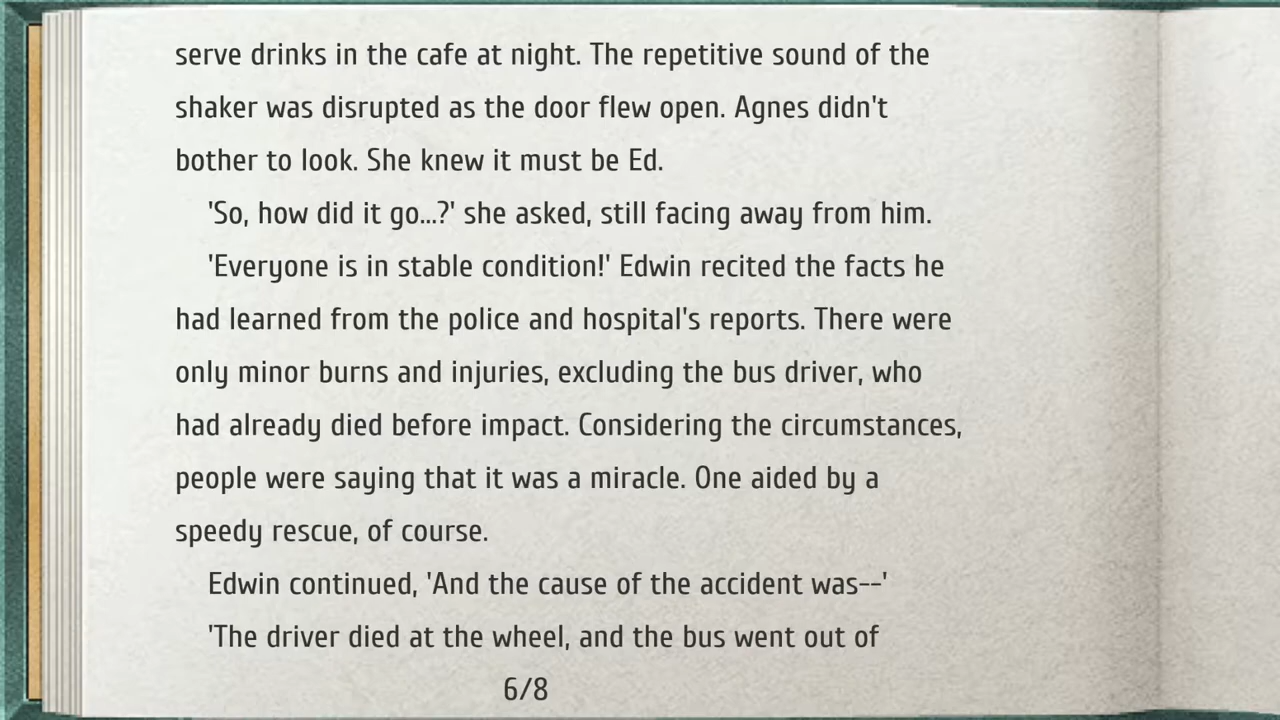 serve drinks in the cafe at night. The repetitive sound of the
shaker was disrupted as the door flew open. Agnes didn't
bother to look. She knew it must be Ed.
'So, how did it go...?' she asked, still facing away from him.
'Everyone is in stable condition!' Edwin recited the facts he
had learned from the police and hospital's reports. There were
only minor burns and injuries, excluding the bus driver, who
had already died before impact. Considering the circumstances,
people were saying that it was a miracle. One aided by a
speedy rescue, of course.
Edwin continued, 'And the cause of the accident was--'
'The driver died at the wheel, and the bus went out of
6/8